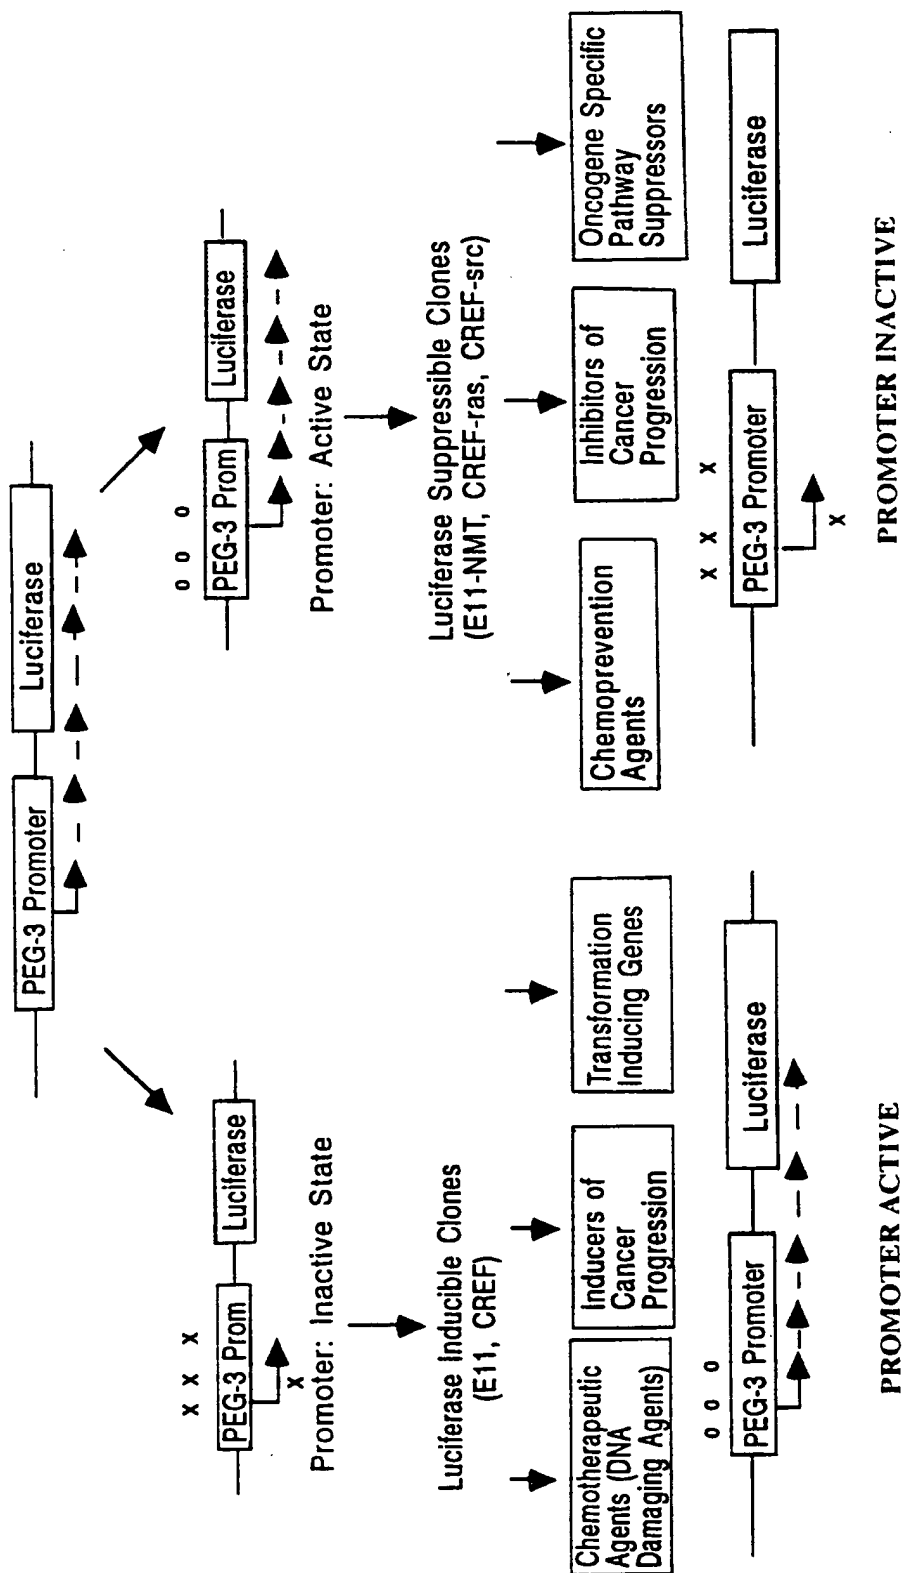 PEG-3 Promoter
Luciferase
X X X
PEG-3 Prom
Luciferase
X
Promoter: Inactive State
Luciferase Inducible Clones
(E11, CREF)
Chemotherapeutic
Agents (DNA
Damaging Agents)
Inducers of
Cancer
Progression
Transformation
Inducing Genes
o o o
PEG-3 Promoter
Luciferase
PROMOTER ACTIVE
o o o
PEG-3 Prom
Luciferase
Promoter: Active State
Luciferase Suppressible Clones
(E11-NMT, CREF-ras, CREF-src)
Chemoprevention
Agents
Inhibitors of
Cancer
Progression
Oncogene Specific
Pathway
Suppressors
X X X
PEG-3 Promoter
Luciferase
X
PROMOTER INACTIVE